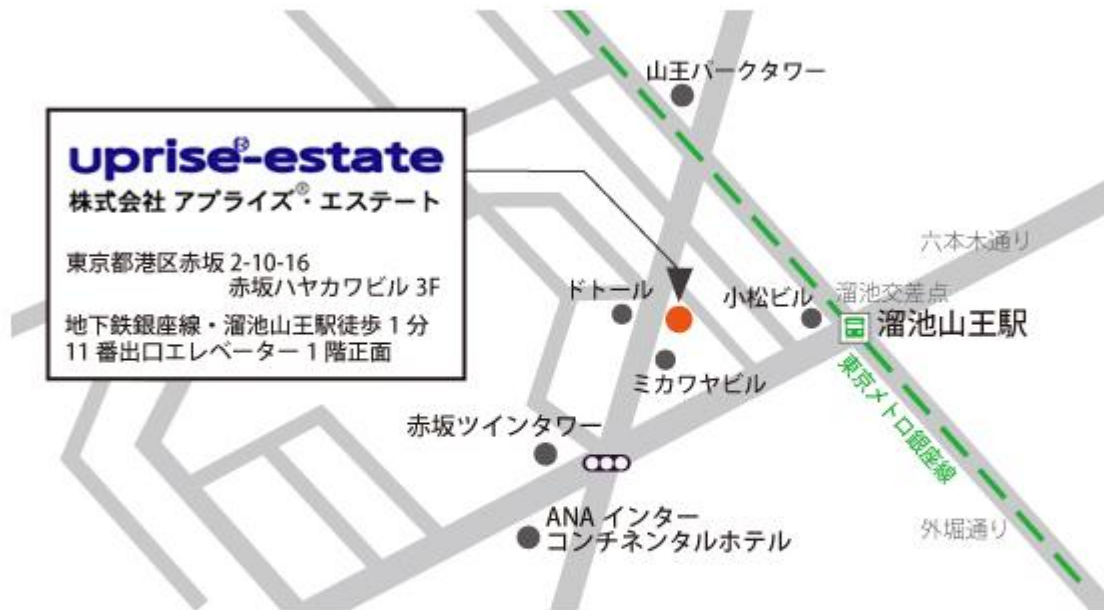 山王パークタワー
uprise®-estate
株式会社 アプライズ®・エステート
東京都港区赤坂 2-10-16
赤坂ハヤカワビル 3F
地下鉄銀座線・溜池山王駅徒歩 1 分
11 番出口エレベーター 1 階正面
六本木通り
ドトール
小松ビル
溜池交差点
溜池山王駅
ミカワヤビル
東京メトロ銀座線
赤坂ツインタワー
ANA インター
コンチネンタルホテル
外堀通り